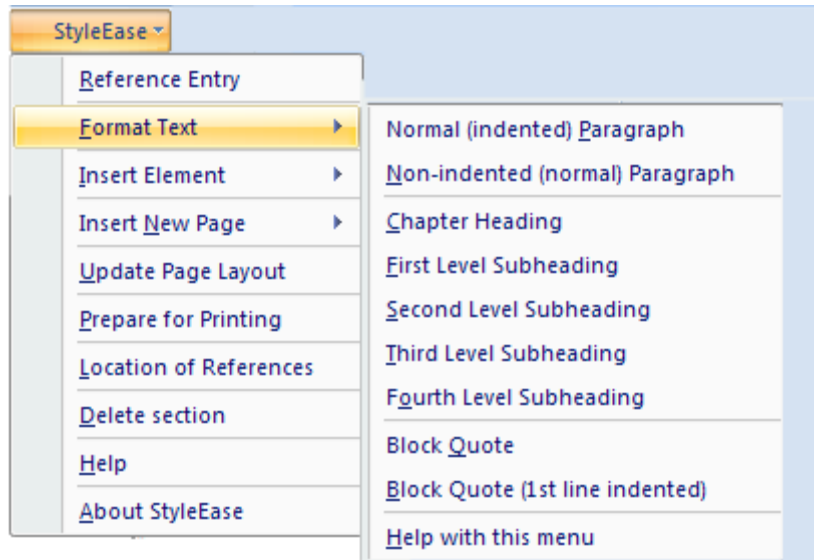 StyleEase
Reference Entry
Format Text
Insert Element
Insert New Page
Update Page Layout
Prepare for Printing
Location of References
Delete section
Help
About StyleEase
Normal (indented) Paragraph
Non-indented (normal) Paragraph
Chapter Heading
First Level Subheading
Second Level Subheading
Third Level Subheading
Fourth Level Subheading
Block Quote
Block Quote (1st line indented)
Help with this menu